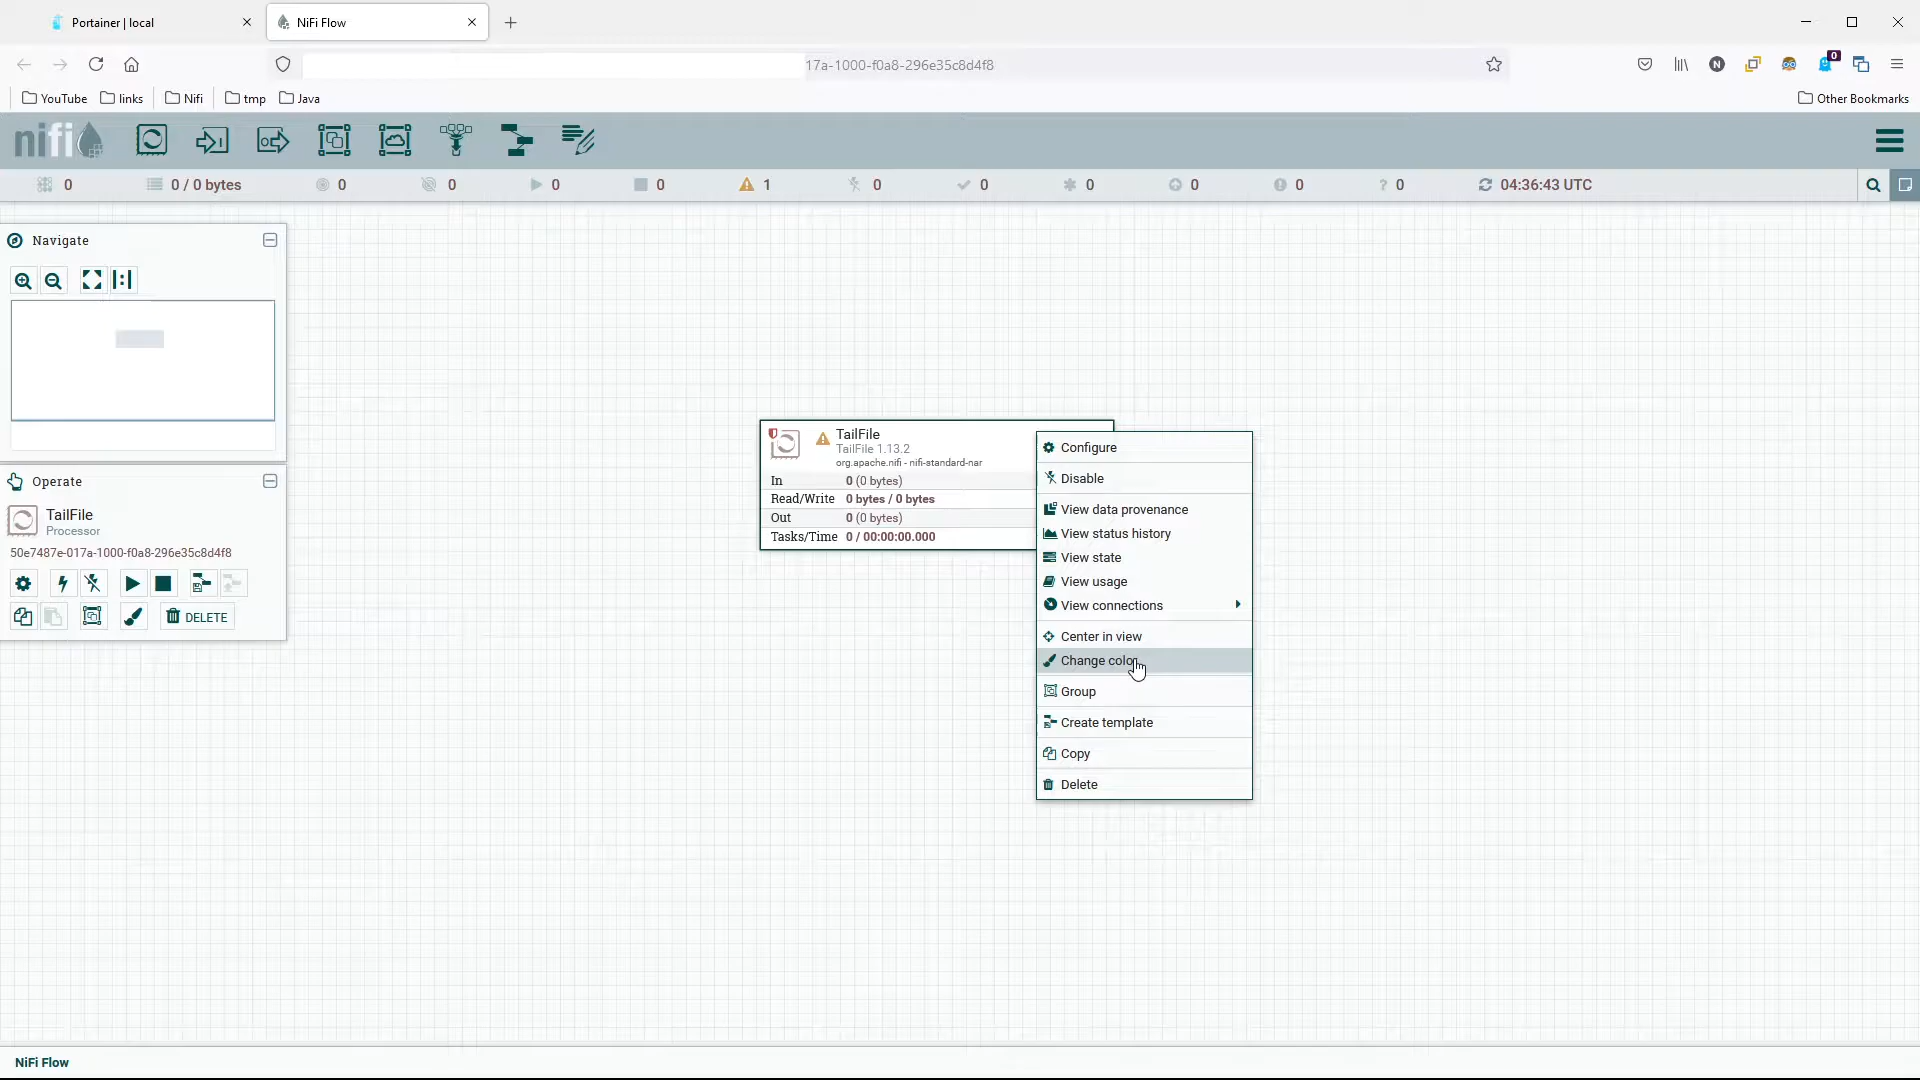 Portainer | local
NiFi Flow
17a-1000-f0a8-296e35c8d4f8
N
0
YouTube
links
Nifi
tmp
Java
Other Bookmarks
nifi
0
0 / 0 bytes
0
0
0
0
1
0
0
0
0
0
? 0
04:36:43 UTC
Navigate
Operate
TailFile
Processor
50e7487e-017a-1000-f0a8-296e35c8d4f8
DELETE
TailFile
TailFile 1.13.2
org.apache.nifi - nifi-standard-nar
In 0 (0 bytes)
Read/Write 0 bytes / 0 bytes
Out 0 (0 bytes)
Tasks/Time 0 / 00:00:00.000
Configure
Disable
View data provenance
View status history
View state
View usage
View connections
Center in view
Change color
Group
Create template
Copy
Delete
NiFi Flow